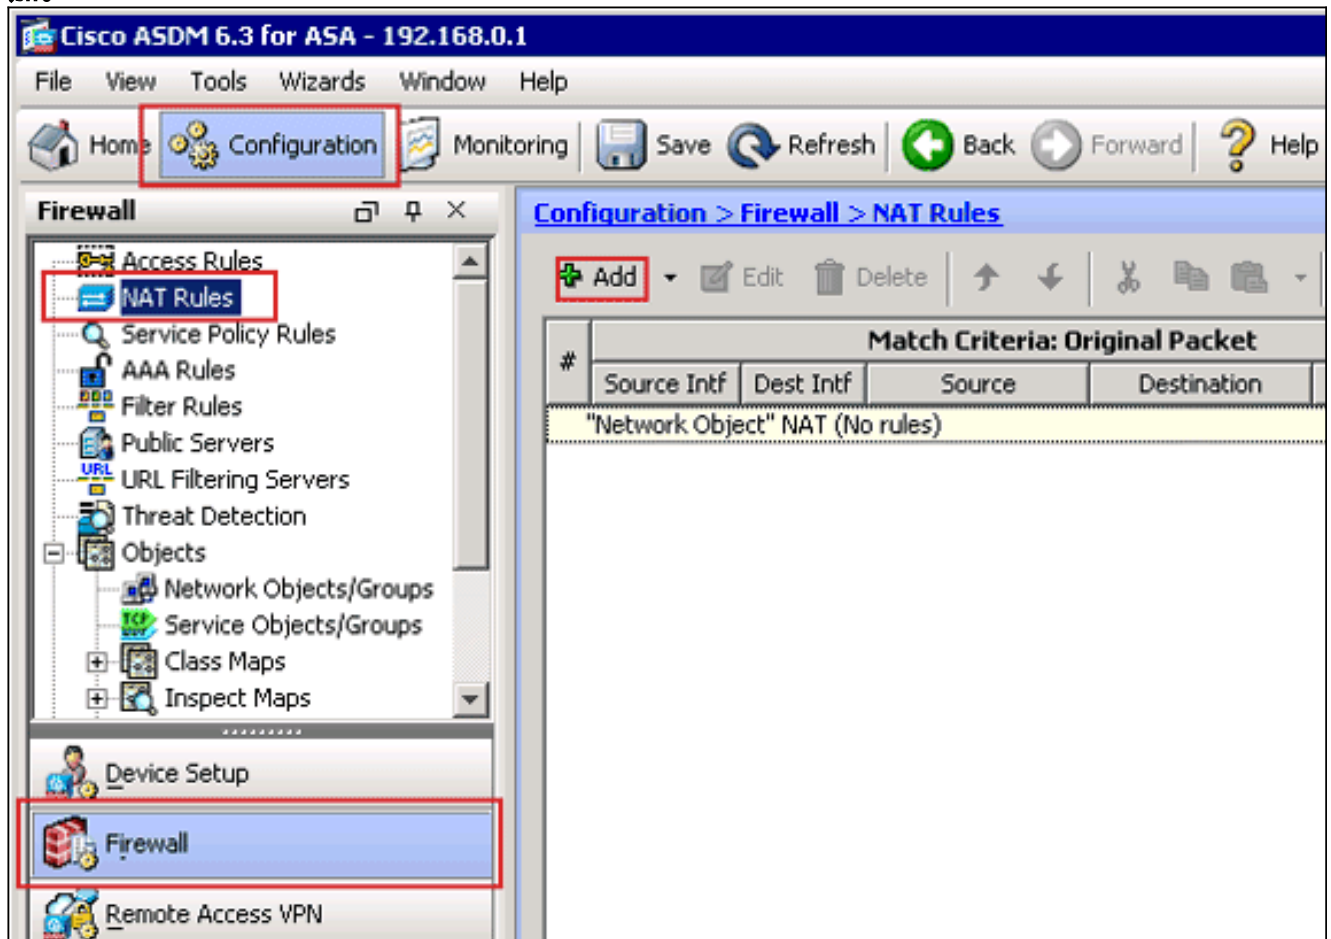 Cisco ASDM 6.3 for ASA - 192.168.0.1
File View Tools Wizards Window Help
Home Configuration Monitoring Save Refresh Back Forward Help
Firewall
Configuration > Firewall > NAT Rules
Access Rules
NAT Rules
Service Policy Rules
AAA Rules
Filter Rules
Public Servers
URL Filtering Servers
Threat Detection
Objects
Network Objects/Groups
Service Objects/Groups
Class Maps
Inspect Maps
Device Setup
Firewall
Remote Access VPN
Add Edit Delete
# Match Criteria: Original Packet
Source Intf Dest Intf Source Destination
"Network Object" NAT (No rules)